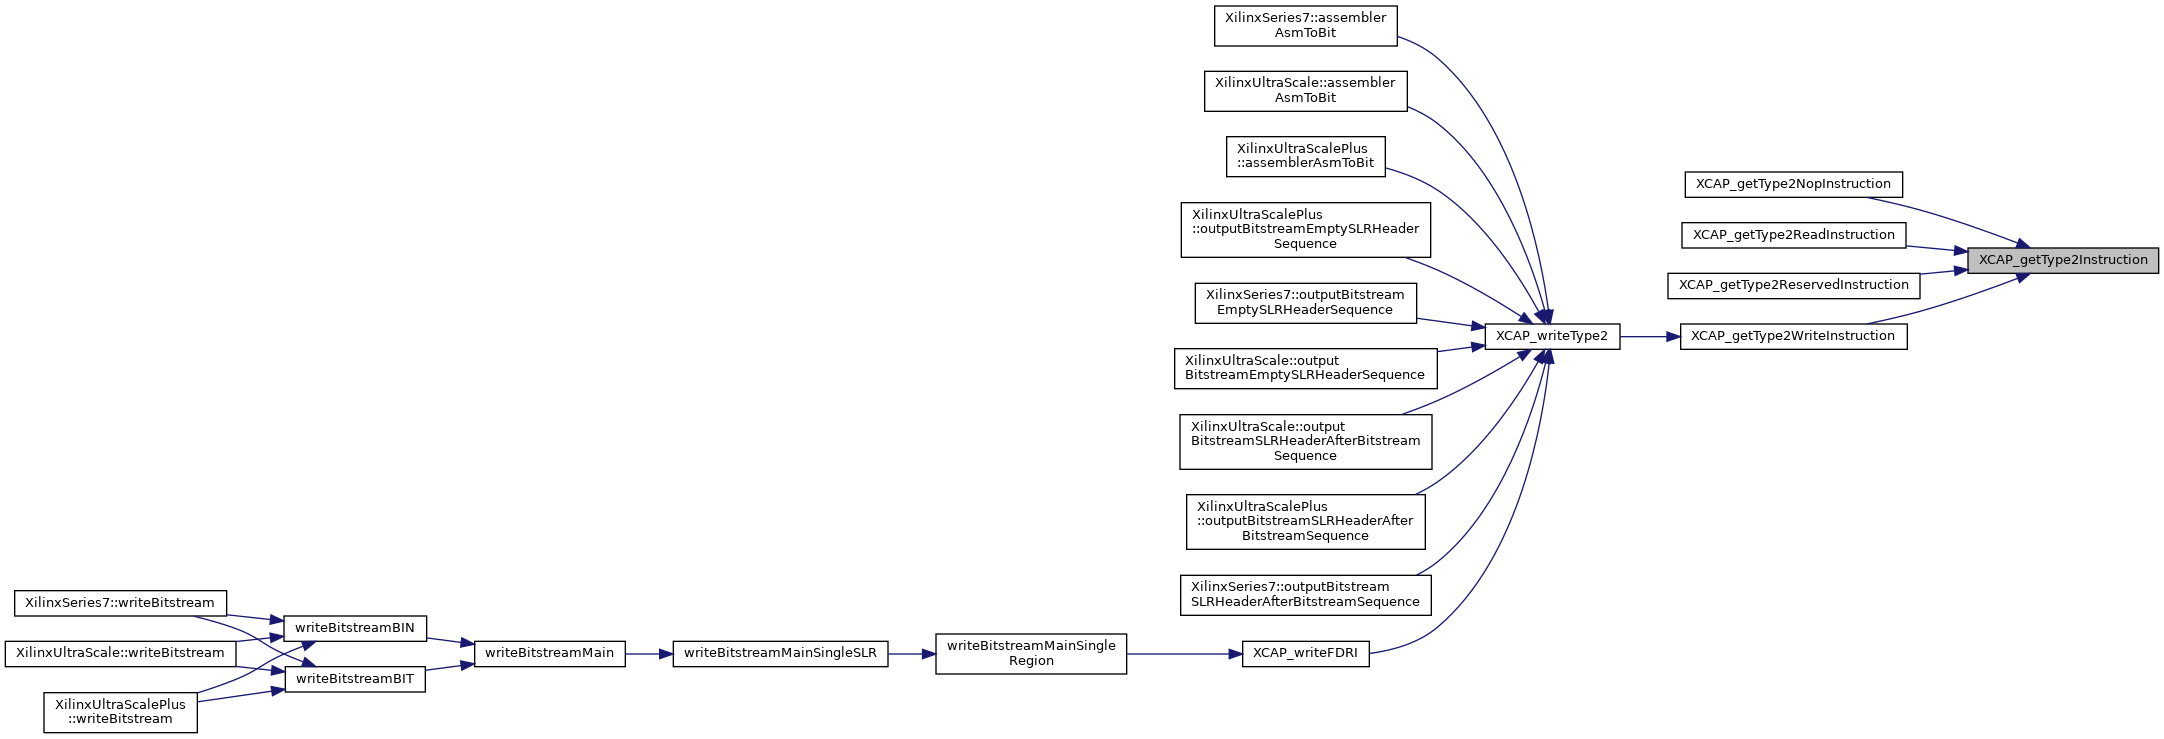 XilinxSeries7::assembler
AsmToBit
XilinxUltraScale::assembler
AsmToBit
XilinxUltraScalePlus
::assemblerAsmToBit
XilinxUltraScalePlus
::outputBitstreamEmptySLRHeader
Sequence
XilinxSeries7::outputBitstream
EmptySLRHeaderSequence
XilinxUltraScale::output
BitstreamEmptySLRHeaderSequence
XilinxUltraScale::output
BitstreamSLRHeaderAfterBitstream
Sequence
XilinxUltraScalePlus
::outputBitstreamSLRHeaderAfter
BitstreamSequence
XilinxSeries7::outputBitstream
SLRHeaderAfterBitstreamSequence
XCAP_getType2NopInstruction
XCAP_getType2ReadInstruction
XCAP_getType2Instruction
XCAP_getType2ReservedInstruction
XCAP_writeType2
XCAP_getType2WriteInstruction
XilinxSeries7::writeBitstream
writeBitstreamBIN
XilinxUltraScale::writeBitstream
writeBitstreamMain
writeBitstreamMainSingleSLR
writeBitstreamMainSingle
Region
XCAP_writeFDRI
writeBitstreamBIT
XilinxUltraScalePlus
::writeBitstream